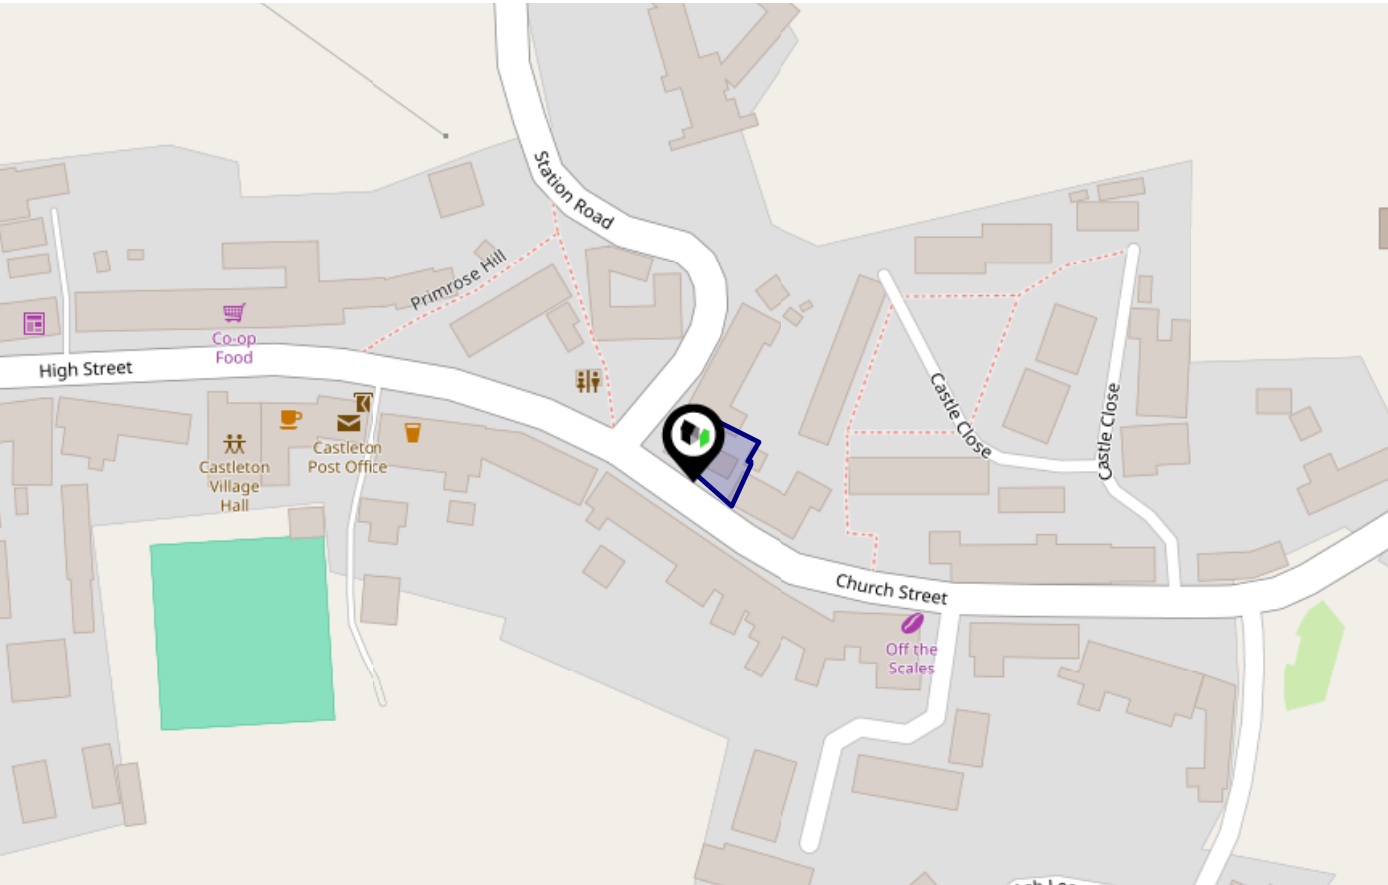 Station Road
Primrose Hill
Co-op
Food
High Street
Castle Close
Castle Close
Castleton
Post Office
Castleton
Village
Hall
Church Street
Off the
Scales